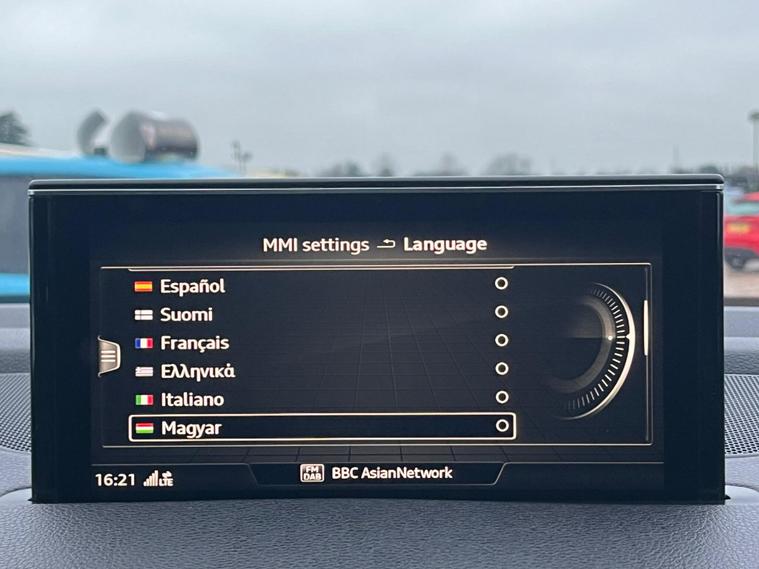 MMI settings Language
Español
Suomi
Français
Ελληνικά
Italiano
Magyar
16:21 LTE FM DAB BBC AsianNetwork